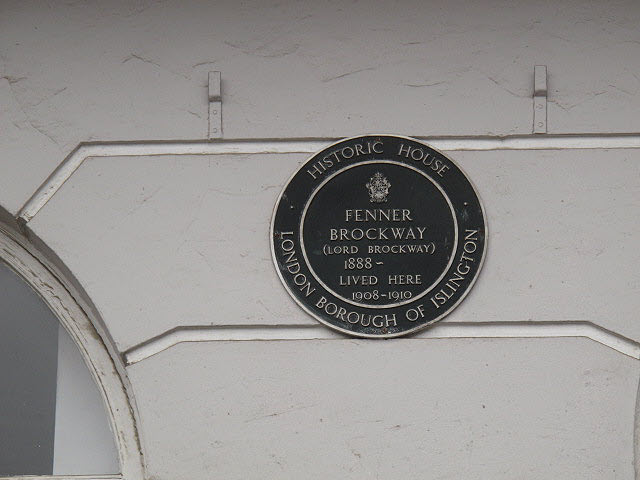 HISTORIC HOUSE
FENNER
BROCKWAY
(LORD BROCKWAY)
1888–
LIVED HERE
1908–1910
LONDON BOROUGH OF ISLINGTON